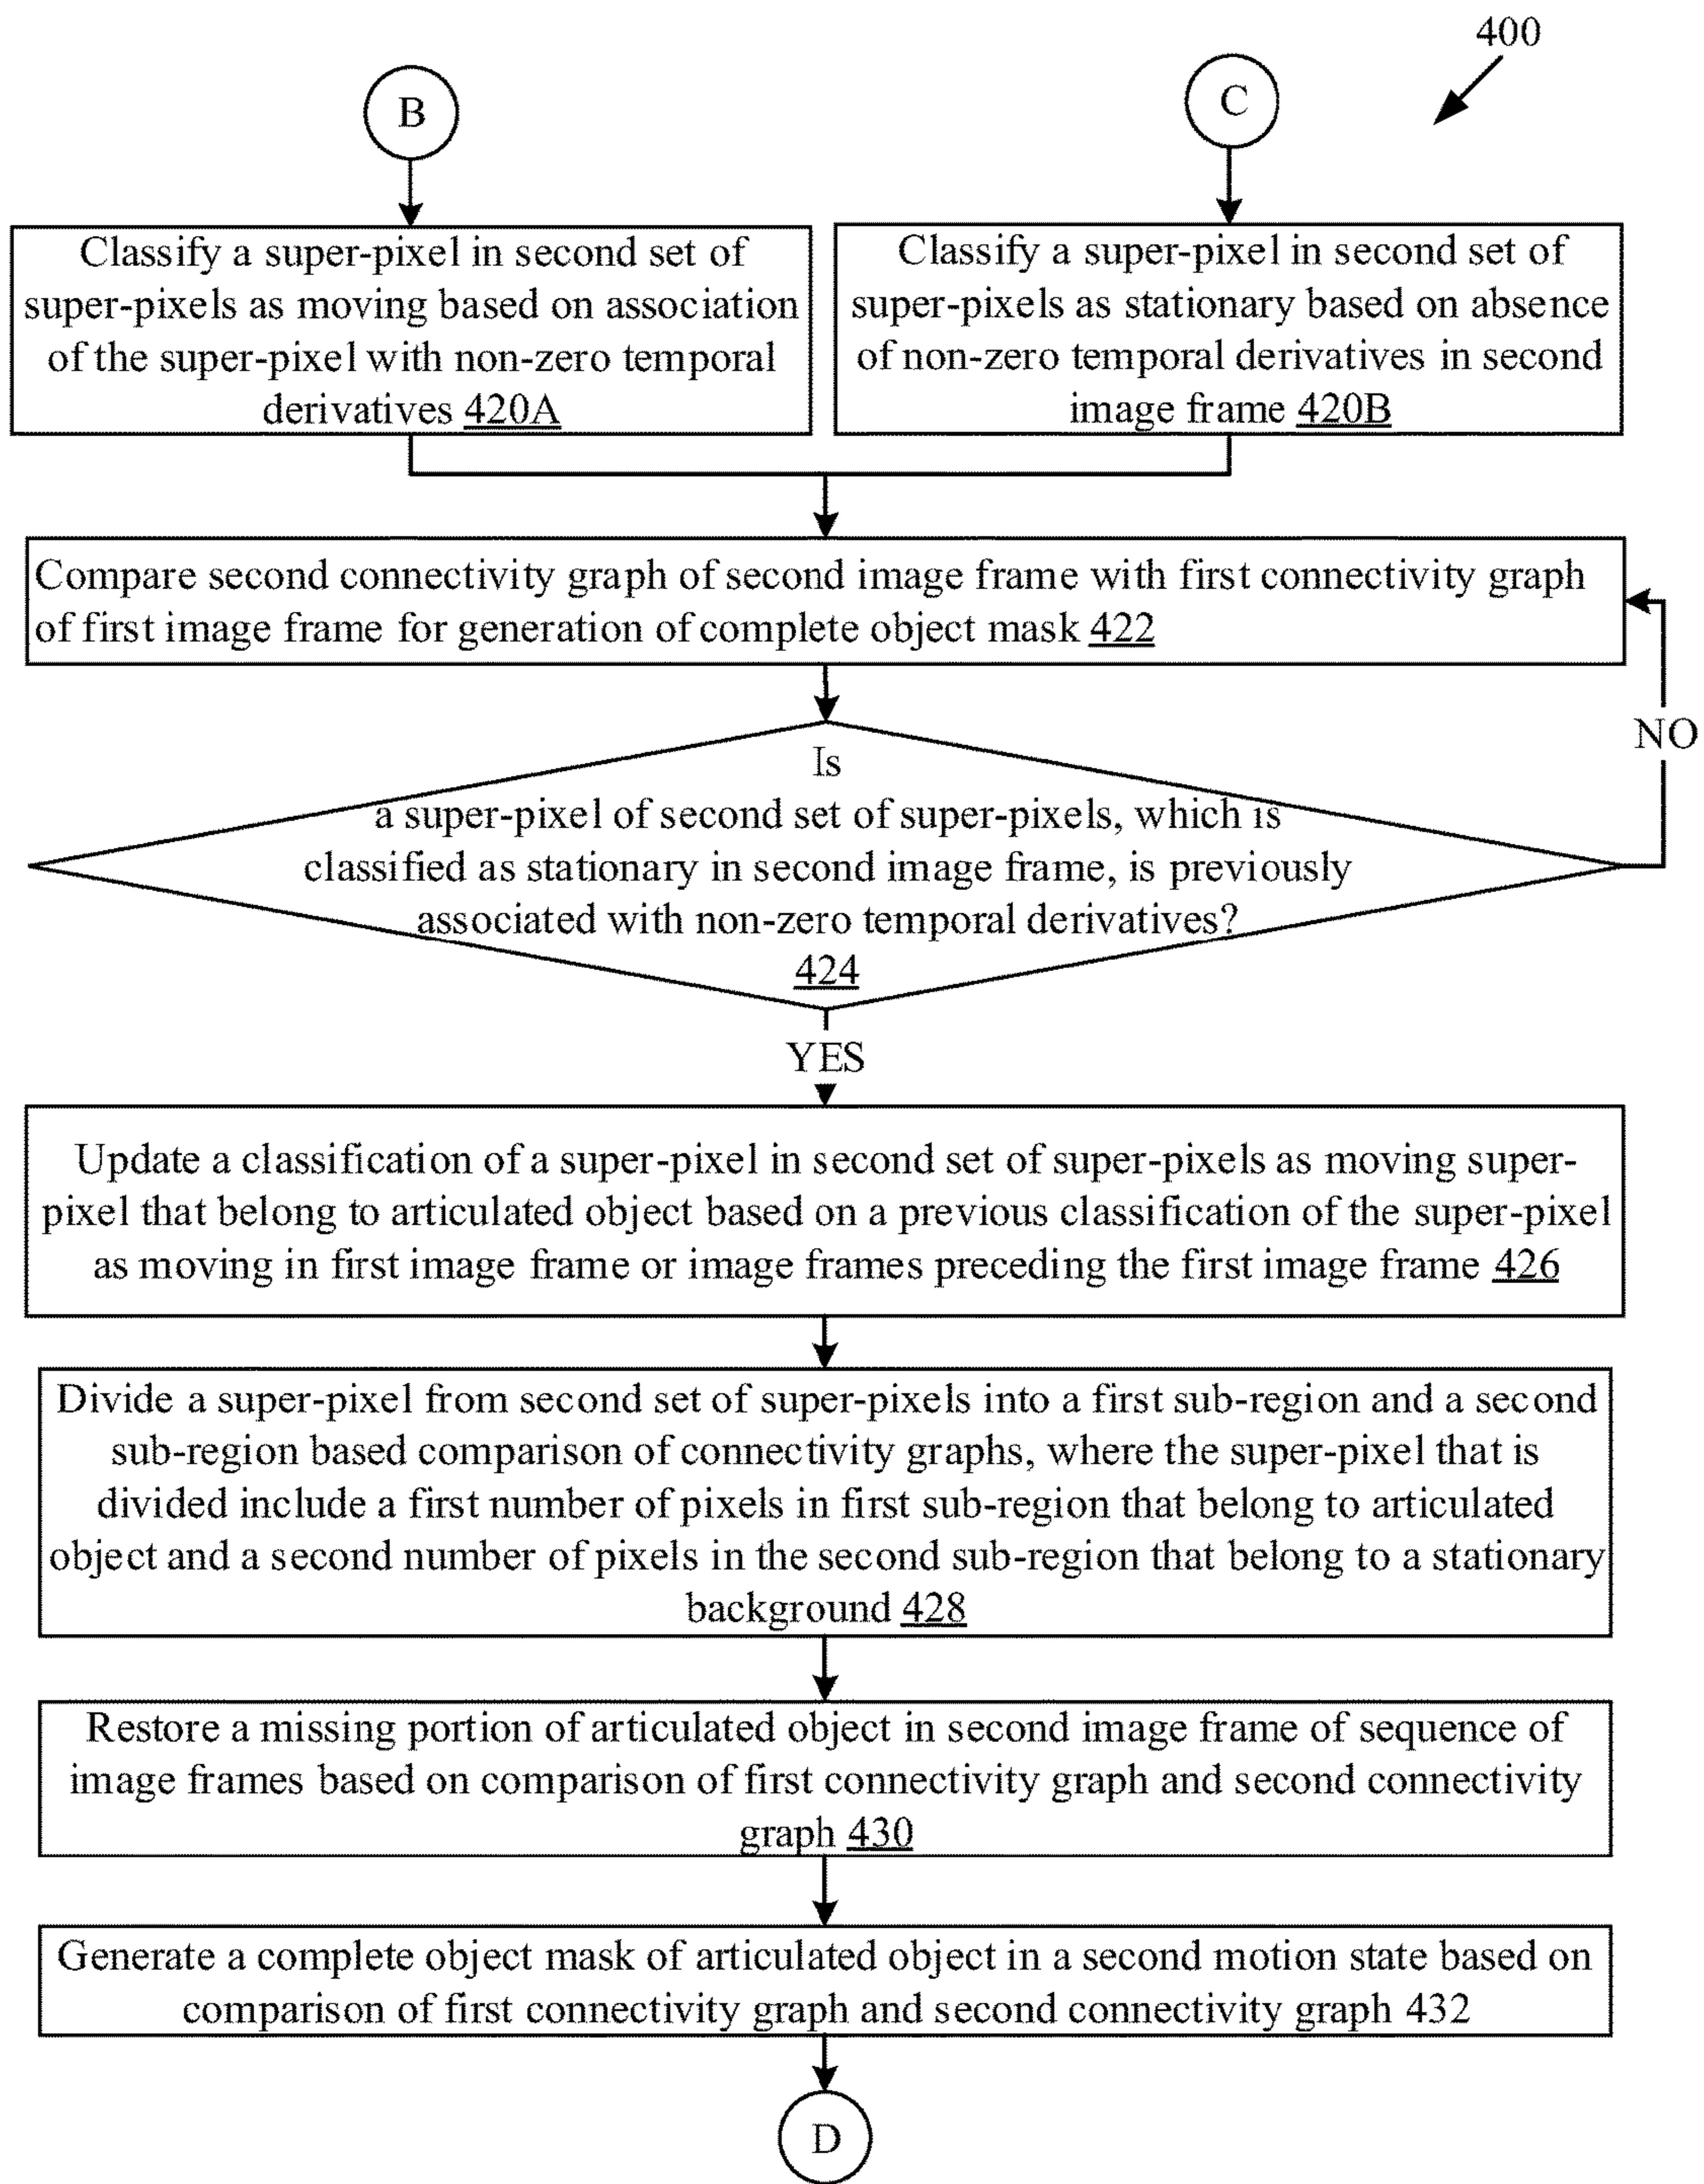 400
B
C
Classify a super-pixel in second set of
super-pixels as moving based on association
of the super-pixel with non-zero temporal
derivatives 420A
Classify a super-pixel in second set of
super-pixels as stationary based on absence
of non-zero temporal derivatives in second
image frame 420B
Compare second connectivity graph of second image frame with first connectivity graph
of first image frame for generation of complete object mask 422
NO
Is
a super-pixel of second set of super-pixels, which is
classified as stationary in second image frame, is previously
associated with non-zero temporal derivatives?
424
YES
Update a classification of a super-pixel in second set of super-pixels as moving super-
pixel that belong to articulated object based on a previous classification of the super-pixel
as moving in first image frame or image frames preceding the first image frame 426
Divide a super-pixel from second set of super-pixels into a first sub-region and a second
sub-region based comparison of connectivity graphs, where the super-pixel that is
divided include a first number of pixels in first sub-region that belong to articulated
object and a second number of pixels in the second sub-region that belong to a stationary
background 428
Restore a missing portion of articulated object in second image frame of sequence of
image frames based on comparison of first connectivity graph and second connectivity
graph 430
Generate a complete object mask of articulated object in a second motion state based on
comparison of first connectivity graph and second connectivity graph 432
D